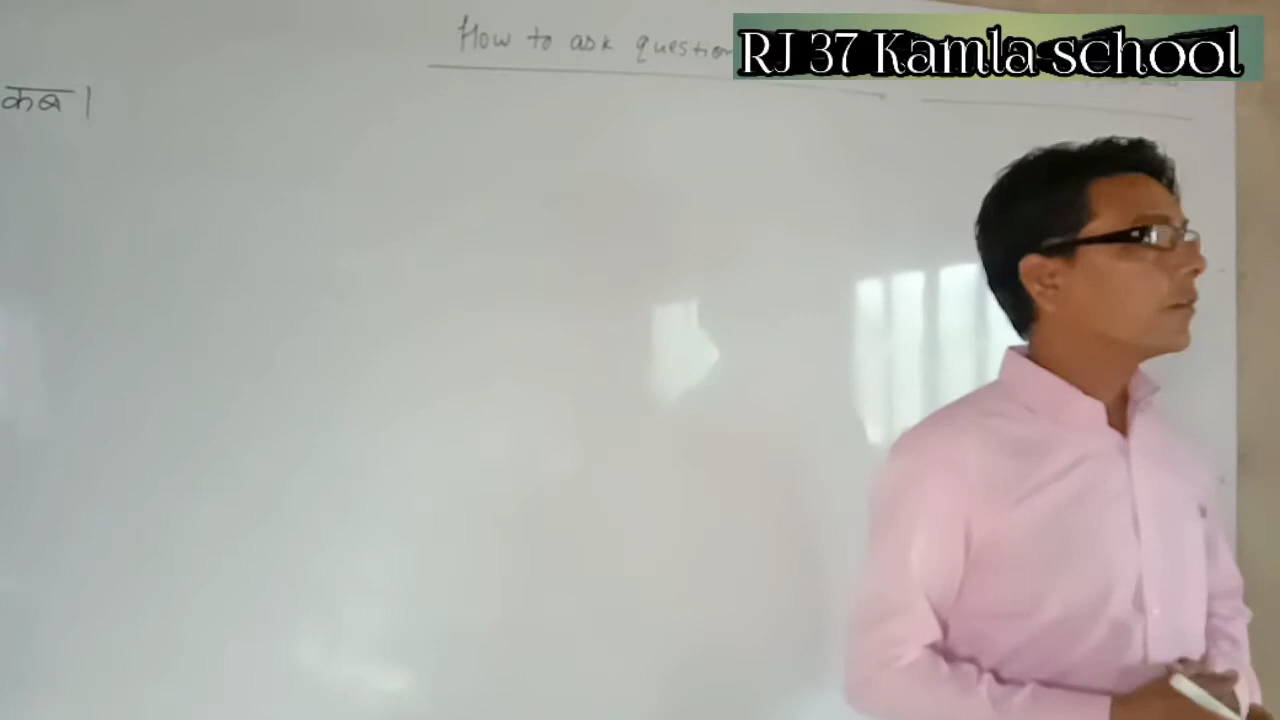 How to ask question
RJ 37 Kamla school
कब |